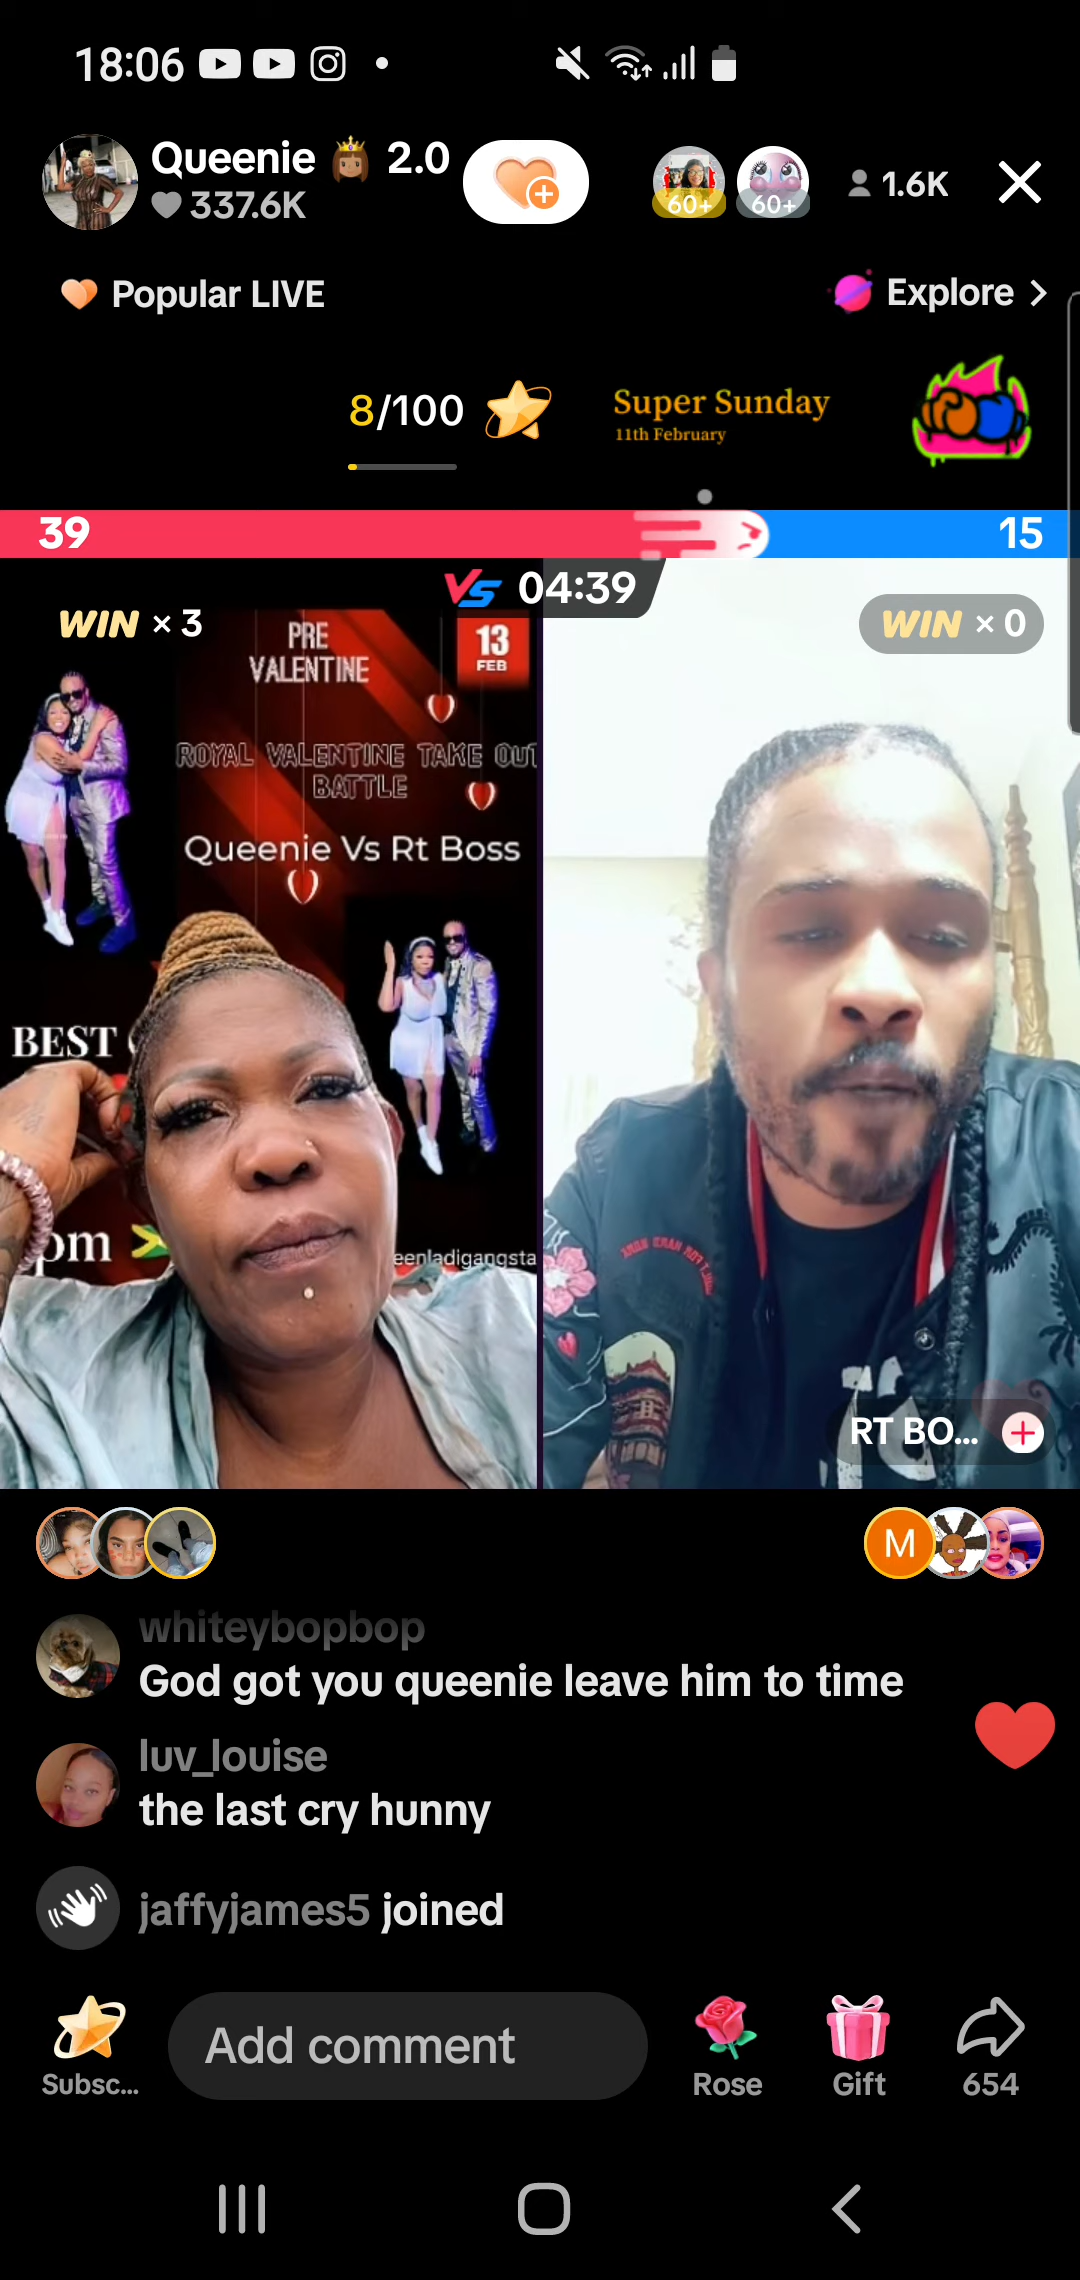 18:06
Queenie 2.0
337.6K
60+
60+
1.6K
Popular LIVE
Explore
8/100
Super Sunday
11th February
39
15
VS 04:39
WIN × 3
WIN × 0
PRE
VALENTINE
13
FEB
ROYAL VALENTINE TAKE OUT
BATTLE
Queenie Vs Rt Boss
BEST
pm
eenladigangsta
RT BO...
M
whiteybopbop
God got you queenie leave him to time
luv_louise
the last cry hunny
jaffyjames5 joined
Subsc...
Add comment
Rose
Gift
654